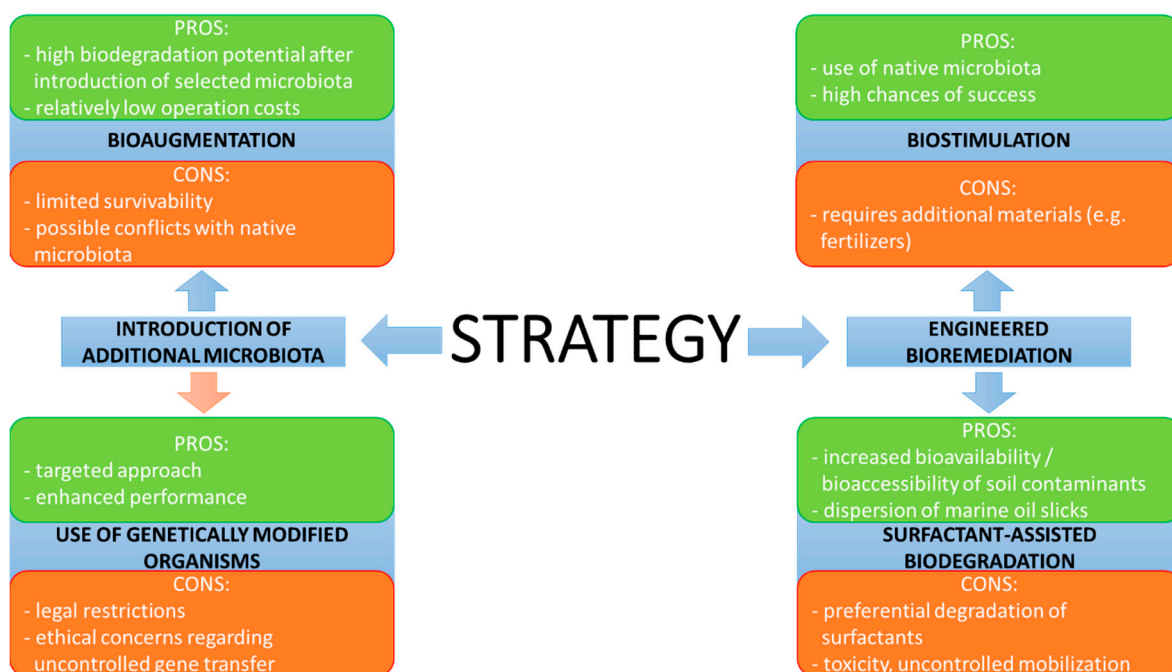 PROS:
- high biodegradation potential after
introduction of selected microbiota
- relatively low operation costs
BIOAUGMENTATION
CONS:
- limited survivability
- possible conflicts with native
microbiota
PROS:
- use of native microbiota
- high chances of success
BIOSTIMULATION
CONS:
- requires additional materials (e.g.
fertilizers)
INTRODUCTION OF
ADDITIONAL MICROBIOTA
STRATEGY
ENGINEERED
BIOREMEDIATION
PROS:
- targeted approach
- enhanced performance
USE OF GENETICALLY MODIFIED
ORGANISMS
CONS:
- legal restrictions
- ethical concerns regarding
uncontrolled gene transfer
PROS:
- increased bioavailability /
bioaccessibility of soil contaminants
- dispersion of marine oil slicks
SURFACTANT-ASSISTED
BIODEGRADATION
CONS:
- preferential degradation of
surfactants
- toxicity, uncontrolled mobilization